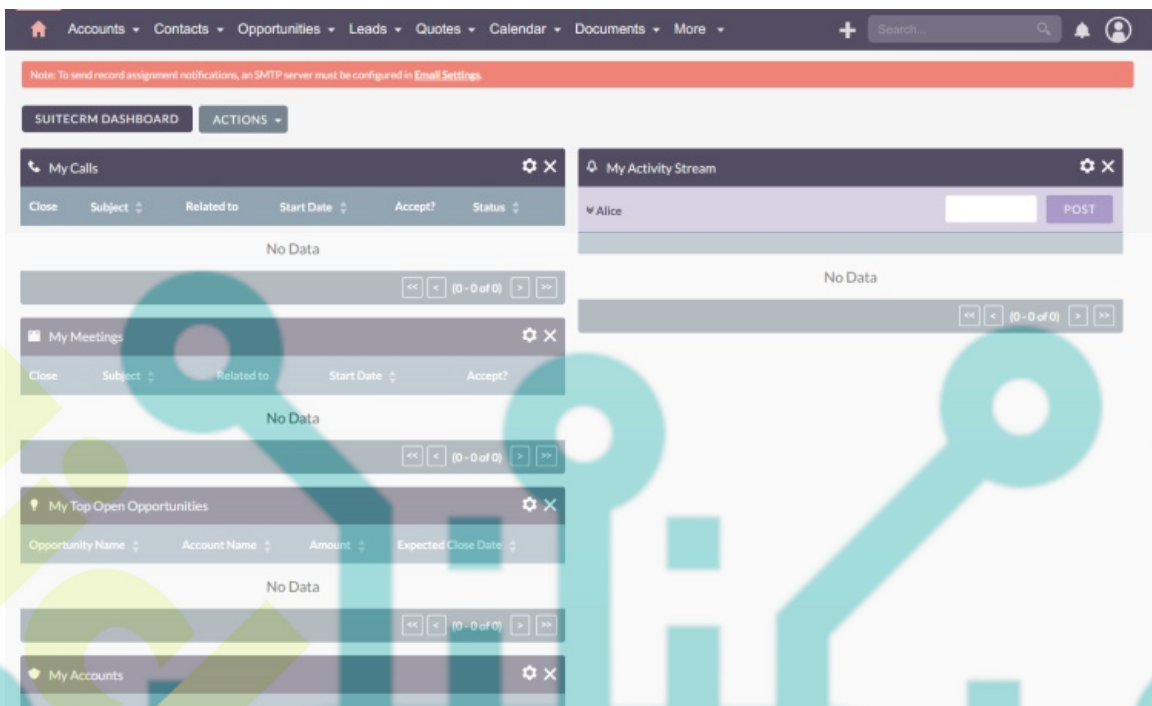 Accounts Contacts Opportunities Leads Quotes Calendar Documents More Search...
Note: To send record assignment notifications, an SMTP server must be configured in Email Settings.
SUITECRM DASHBOARD ACTIONS
My Calls
Close Subject Related to Start Date Accept? Status
No Data
<< < (0 - 0 of 0) > >>
My Meetings
Close Subject Related to Start Date Accept?
No Data
<< < (0 - 0 of 0) > >>
My Top Open Opportunities
Opportunity Name Account Name Amount Expected Close Date
No Data
<< < (0 - 0 of 0) > >>
My Accounts
My Activity Stream
Alice POST
No Data
<< < (0 - 0 of 0) > >>